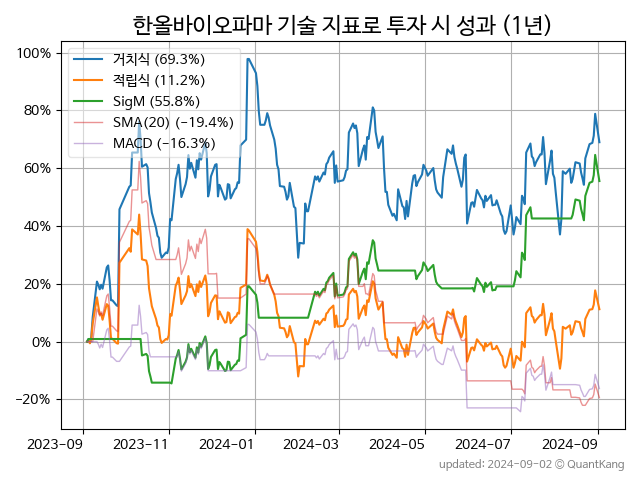 한올바이오파마 기술 지표로 투자 시 성과 (1년)
100%
80%
60%
40%
20%
0%
−20%
거치식 (69.3%)
적립식 (11.2%)
SigM (55.8%)
SMA(20) (−19.4%)
MACD (−16.3%)
2023-09 2023-11 2024-01 2024-03 2024-05 2024-07 2024-09
updated: 2024-09-02 ⓒ QuantKang